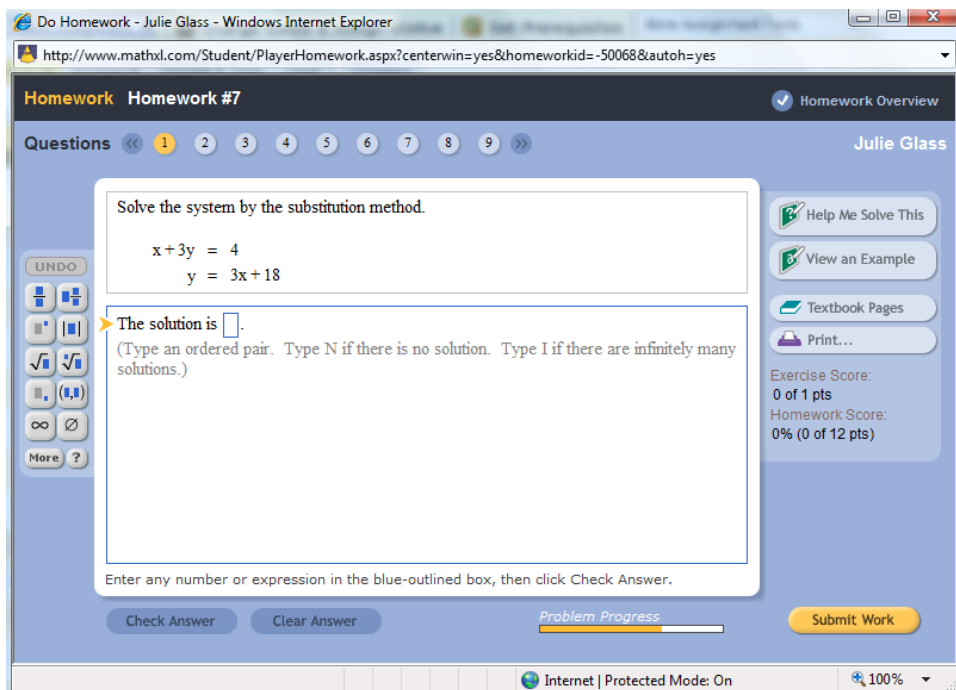 Do Homework - Julie Glass - Windows Internet Explorer
http://www.mathxl.com/Student/PlayerHomework.aspx?centerwin=yes&homeworkid=-50068&autoh=yes
Homework Homework #7
Homework Overview
Questions << 1 2 3 4 5 6 7 8 9 >>
Julie Glass
Solve the system by the substitution method.
x + 3y = 4
y = 3x + 18
The solution is .
(Type an ordered pair. Type N if there is no solution. Type I if there are infinitely many
solutions.)
Enter any number or expression in the blue-outlined box, then click Check Answer.
UNDO
∞ Ø
More ?
Help Me Solve This
View an Example
Textbook Pages
Print...
Exercise Score:
0 of 1 pts
Homework Score:
0% (0 of 12 pts)
Check Answer
Clear Answer
Problem Progress
Submit Work
Internet | Protected Mode: On
100%